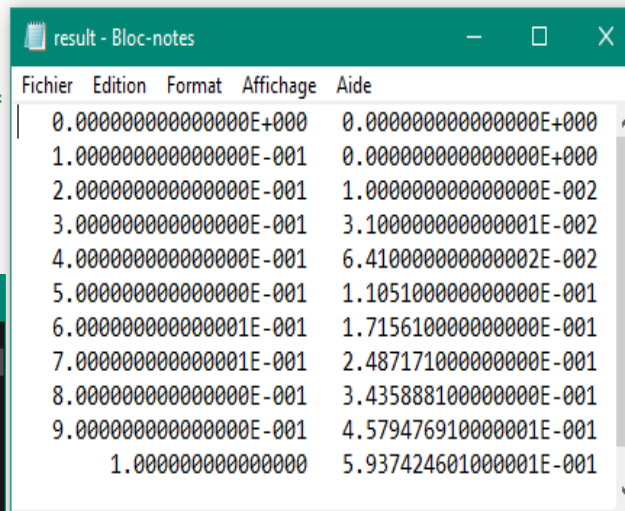 result - Bloc-notes
Fichier Edition Format Affichage Aide
0.000000000000000E+000 0.000000000000000E+000
1.000000000000000E-001 0.000000000000000E+000
2.000000000000000E-001 1.000000000000000E-002
3.000000000000000E-001 3.100000000000001E-002
4.000000000000000E-001 6.410000000000002E-002
5.000000000000000E-001 1.105100000000000E-001
6.000000000000001E-001 1.715610000000000E-001
7.000000000000001E-001 2.487171000000000E-001
8.000000000000000E-001 3.435888100000000E-001
9.000000000000000E-001 4.579476910000001E-001
1.000000000000000 5.937424601000001E-001